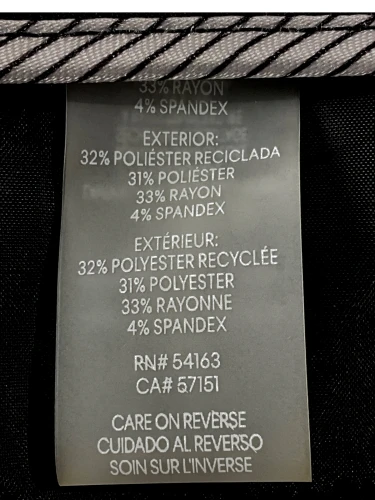 33% RAYON
4% SPANDEX
EXTERIOR:
32% POLIÉSTER RECICLADA
31% POLIÉSTER
33% RAYON
4% SPANDEX
EXTÉRIEUR:
32% POLYESTER RECYCLÉE
31% POLYESTER
33% RAYONNE
4% SPANDEX
RN# 54163
CA# 57151
CARE ON REVERSE
CUIDADO AL REVERSO
SOIN SUR L'INVERSE